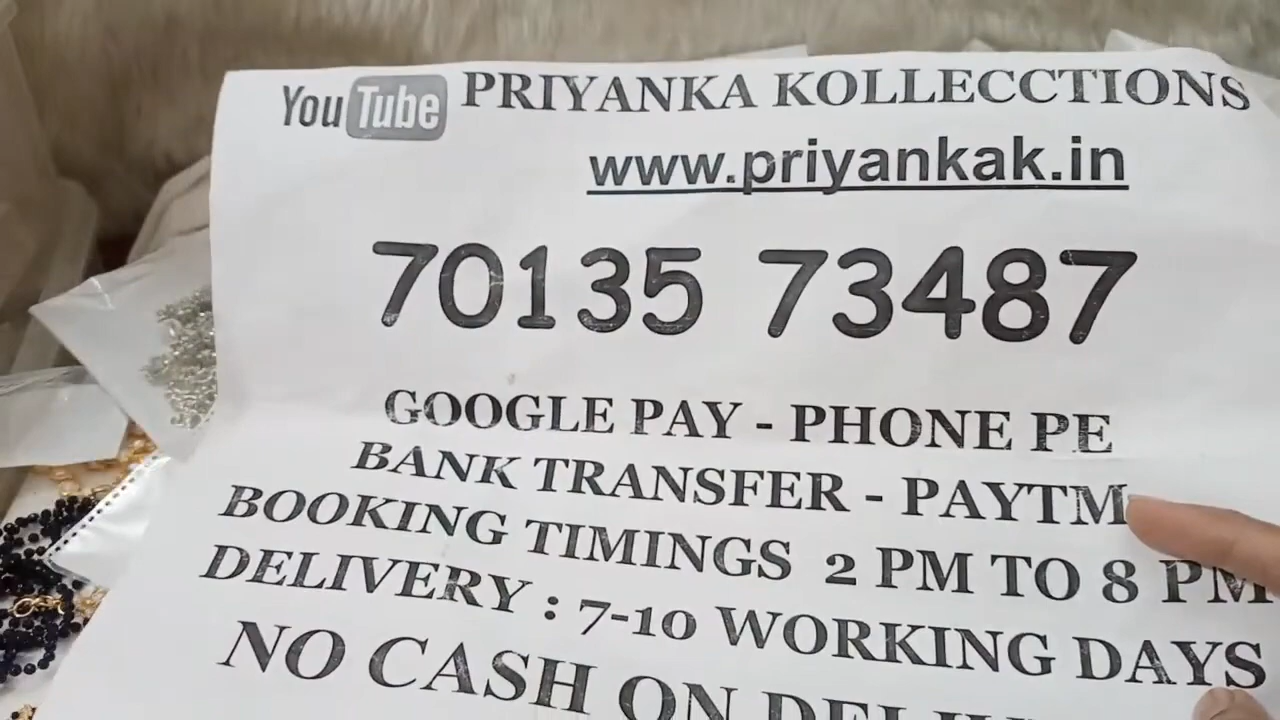 YouTube PRIYANKA KOLLECCTIONS
www.priyankak.in
70135 73487
GOOGLE PAY - PHONE PE
BANK TRANSFER - PAYTM
BOOKING TIMINGS 2 PM TO 8 PM
DELIVERY : 7-10 WORKING DAYS
NO CASH ON